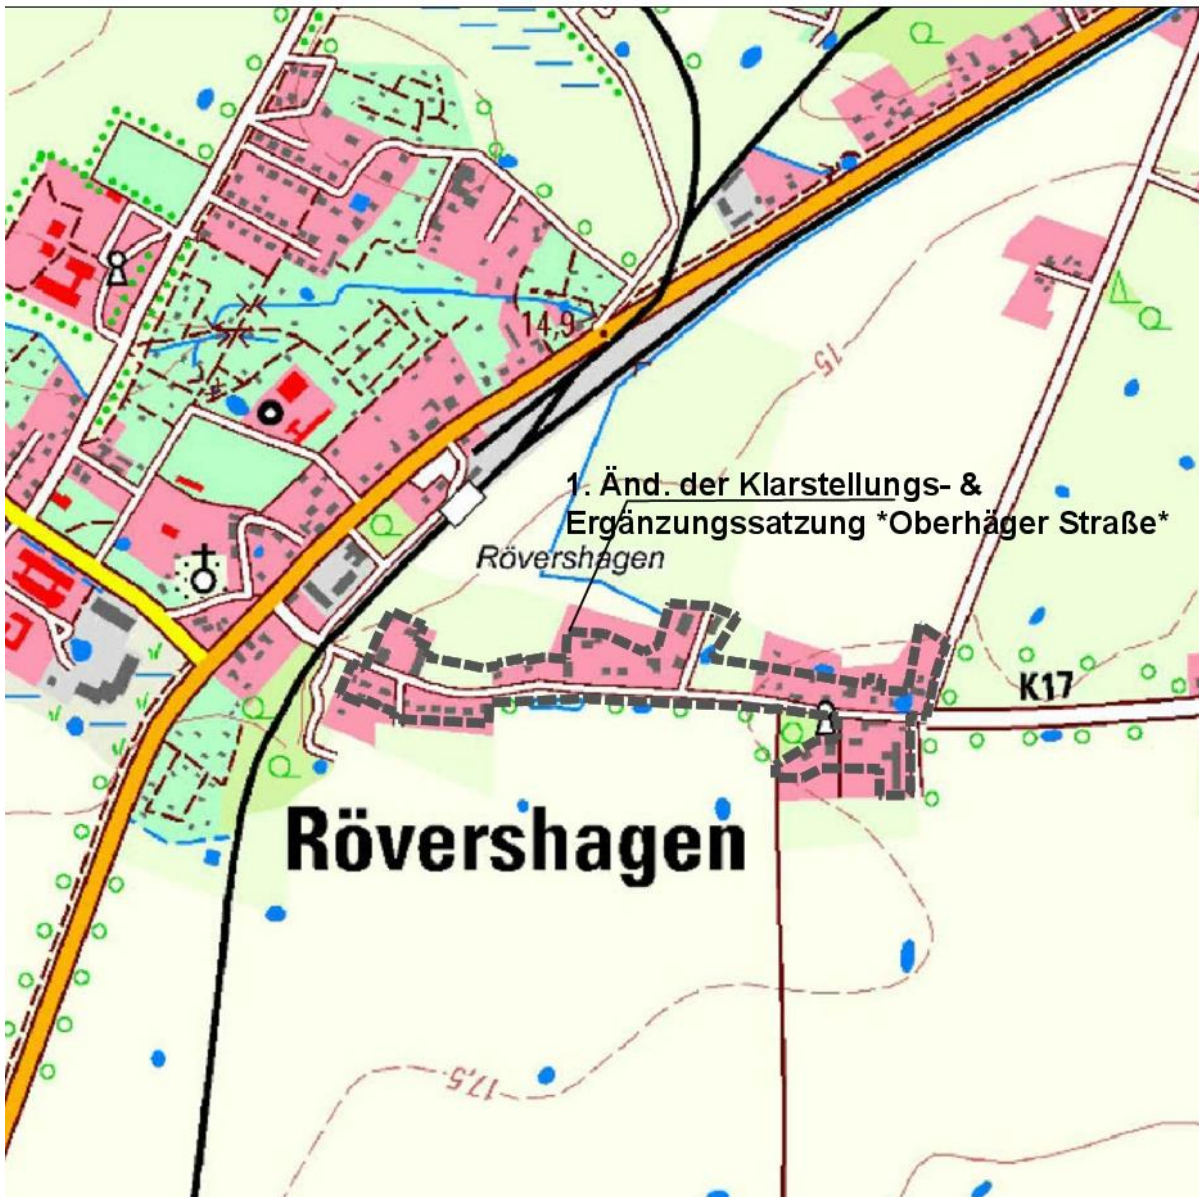 14,9
15
1. Änd. der Klarstellungs- &
Ergänzungssatzung *Oberhäger Straße*
Rövershagen
K17
Rövershagen
17,5